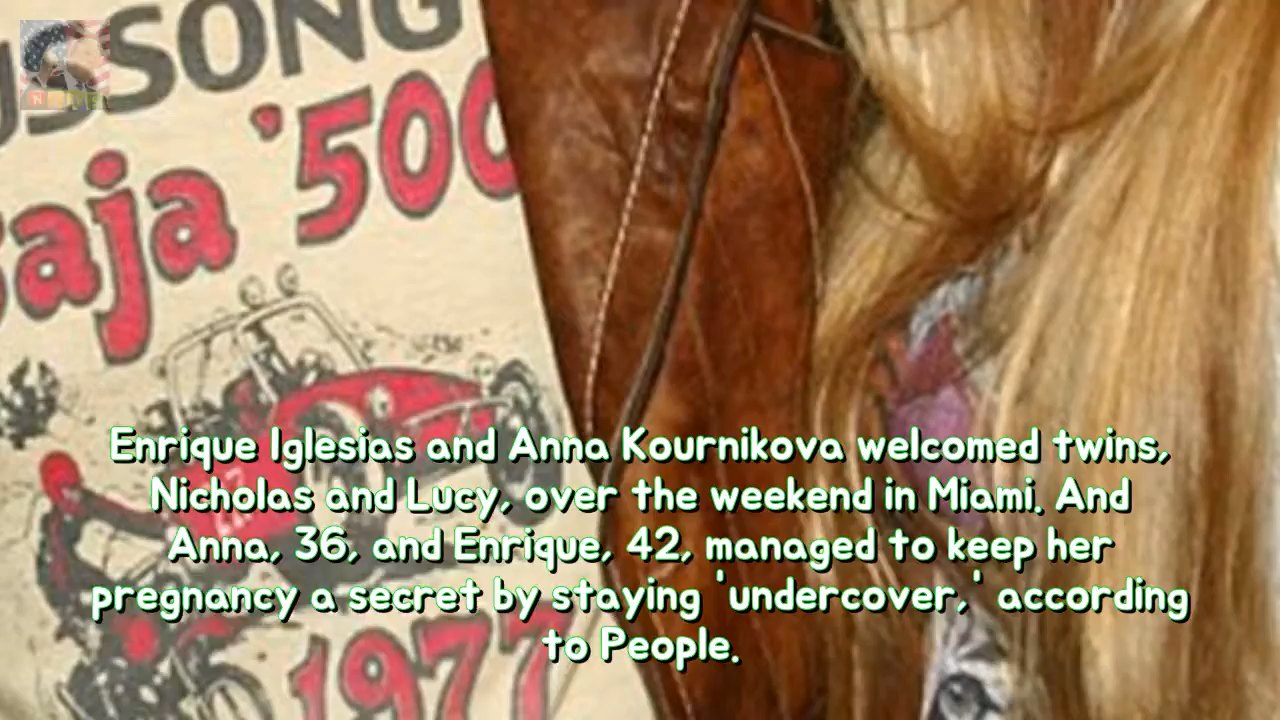 USSONG
aja '500
Enrique Iglesias and Anna Kournikova welcomed twins,
Nicholas and Lucy, over the weekend in Miami. And
Anna, 36, and Enrique, 42, managed to keep her
pregnancy a secret by staying 'undercover,' according
to People.
1977